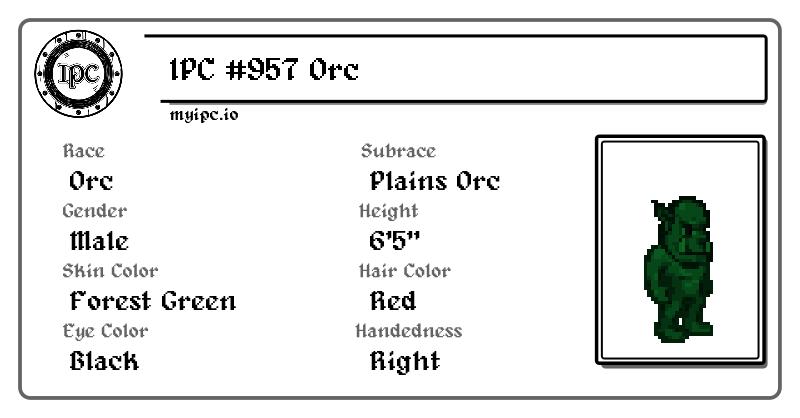 IPC
IPC #957 Orc
myipc.io
Race
Orc
Subrace
Plains Orc
Gender
Male
Height
6'5"
Skin Color
Forest Green
Hair Color
Red
Eye Color
Black
Handedness
Right